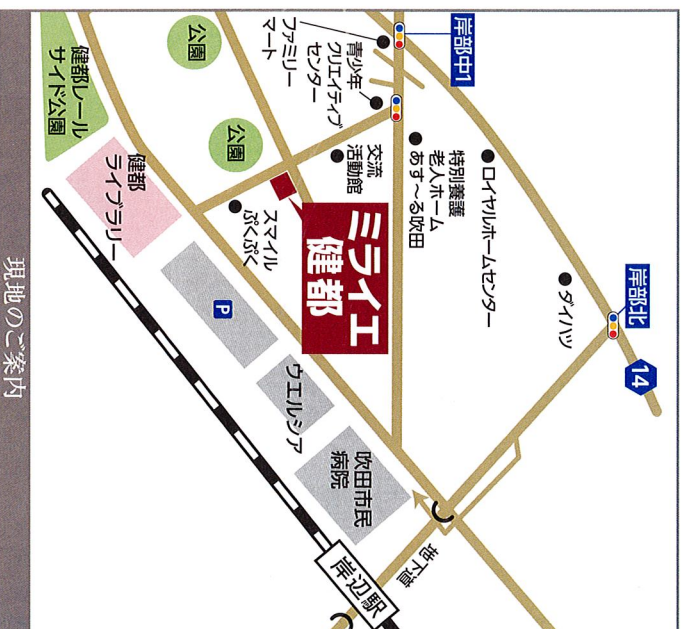 現地のご案内
岸部中1
ファミリー
マート
青少年
クリエイティブ
センター
公園
公園
健都レール
サイド公園
健都
ライブラリー
交流
活動館
スマイル
ぷくぷく
ミライエ
健都
特別養護
老人ホーム
あす～る吹田
ロイヤルホームセンター
ダイハツ
岸部北
14
P
ウエルシア
吹田市民
病院
地下道
岸辺駅